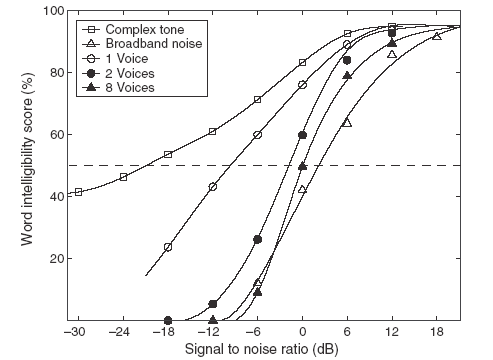 100
80
60
40
20
Word intelligibility score (%)
Complex tone
Broadband noise
1 Voice
2 Voices
8 Voices
−30 −24 −18 −12 −6 0 6 12 18
Signal to noise ratio (dB)